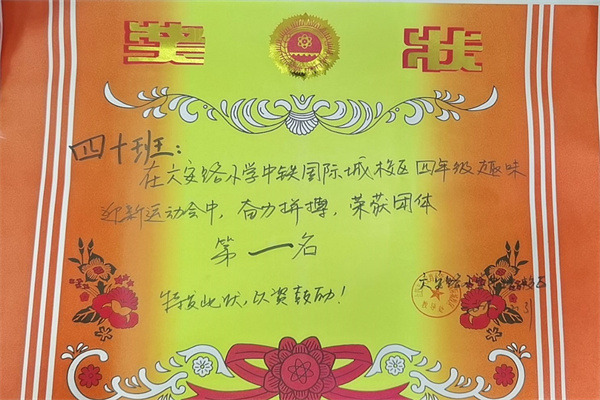 奖状
四十班：
在六安路小学中铁国际城校区四年级趣味
迎新运动会中，奋力拼搏，荣获团体
第一名
特发此状，以资鼓励！